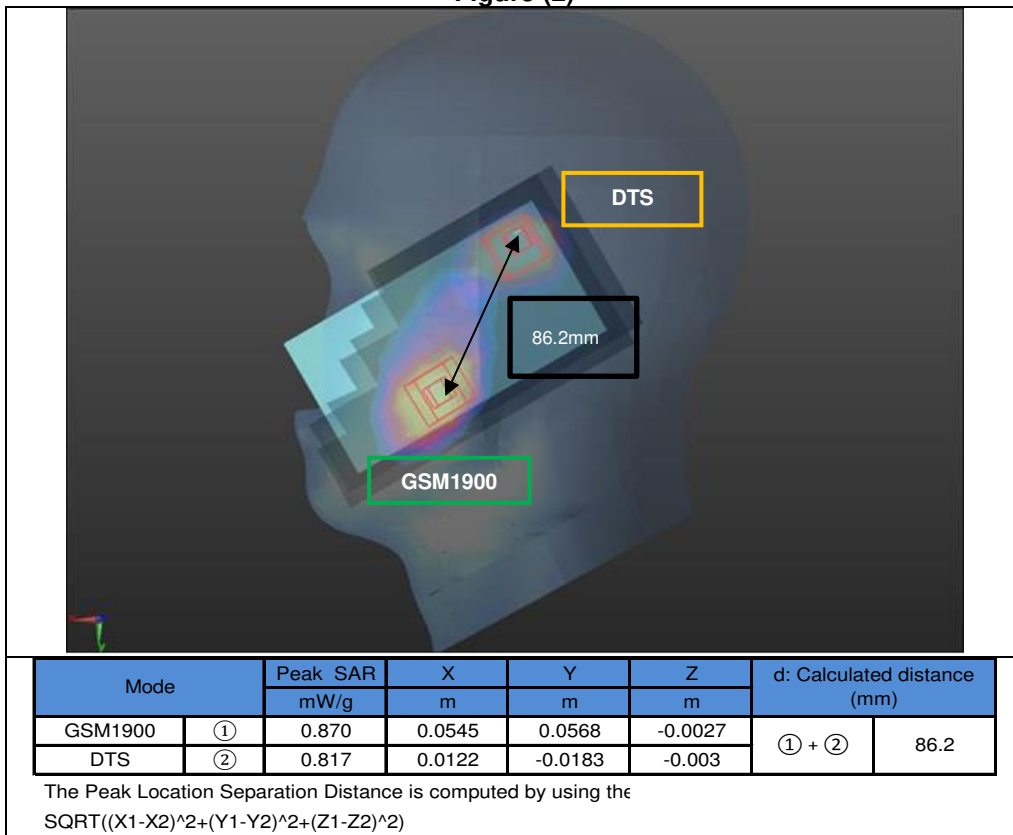 DTS
86.2mm
GSM1900
Mode Peak SAR X Y Z d: Calculated distance (mm)
mW/g m m m
GSM1900 ① 0.870 0.0545 0.0568 -0.0027 ① + ② 86.2
DTS ② 0.817 0.0122 -0.0183 -0.003
The Peak Location Separation Distance is computed by using the
SQRT((X1-X2)^2+(Y1-Y2)^2+(Z1-Z2)^2)